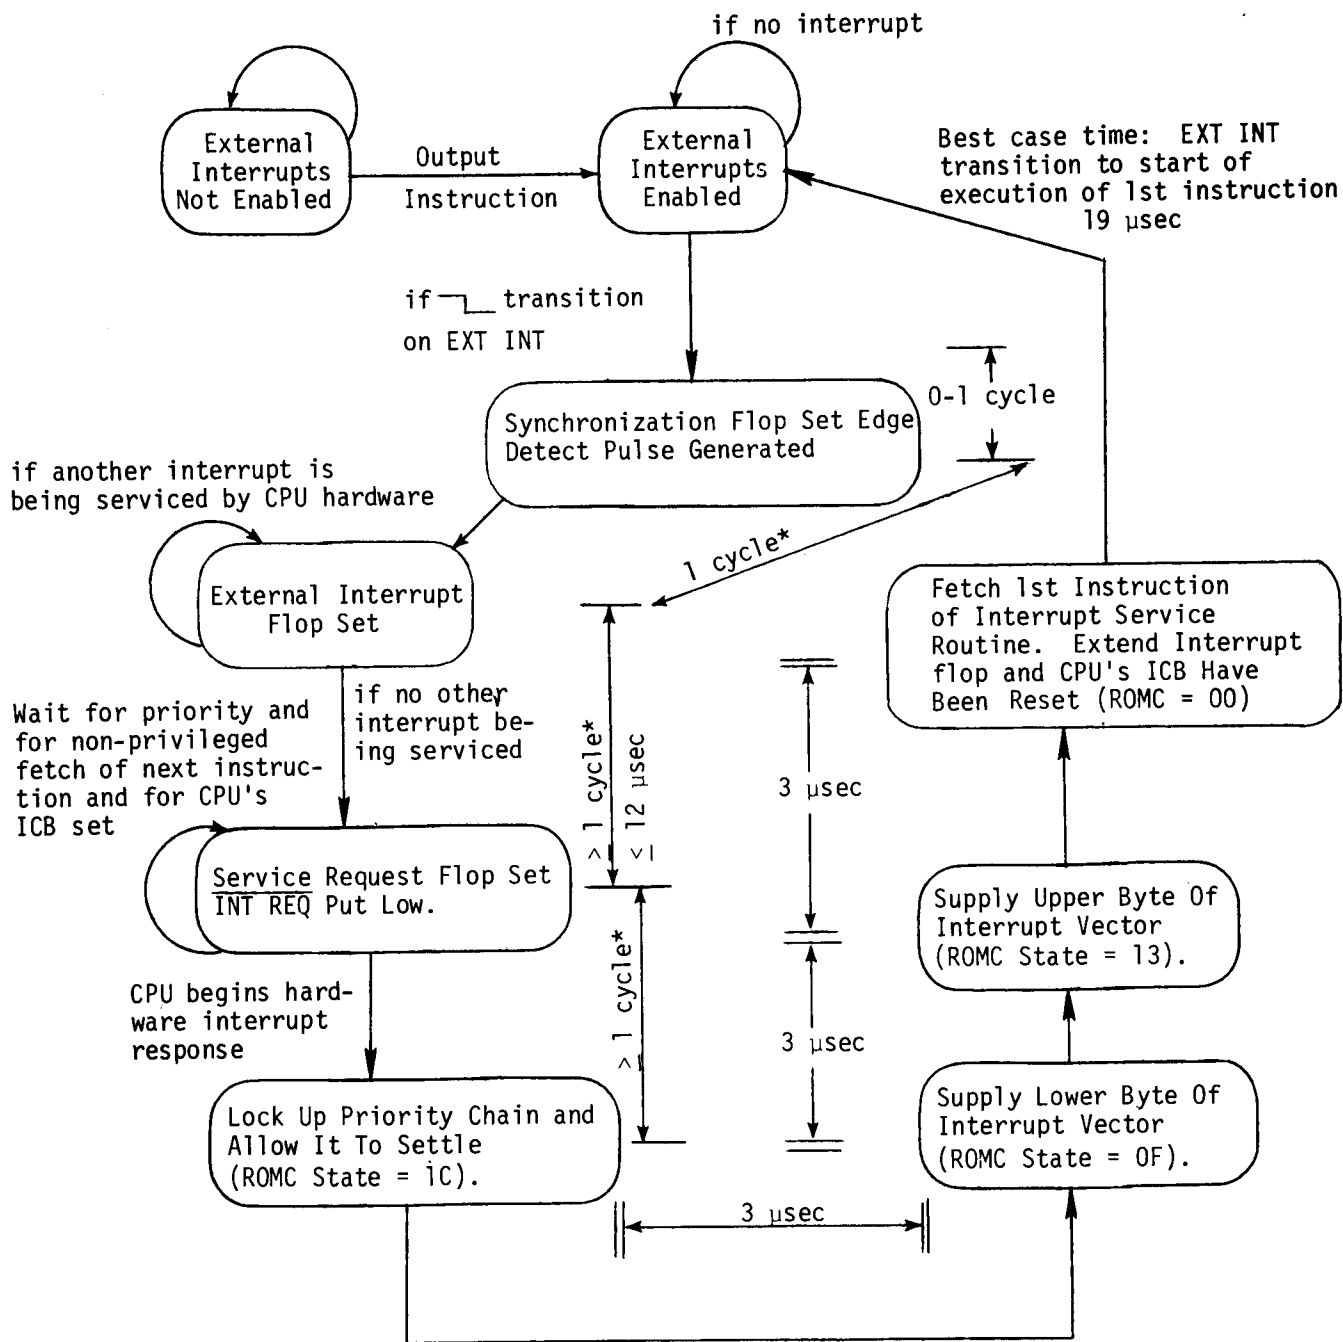 if no interrupt
External
Interrupts
Not Enabled
Output
Instruction
External
Interrupts
Enabled
Best case time: EXT INT
transition to start of
execution of 1st instruction
19 μsec
if transition
on EXT INT
0-1 cycle
Synchronization Flop Set Edge
Detect Pulse Generated
if another interrupt is
being serviced by CPU hardware
1 cycle*
External Interrupt
Flop Set
Fetch 1st Instruction
of Interrupt Service
Routine. Extend Interrupt
flop and CPU's ICB Have
Been Reset (ROMC = 00)
Wait for priority and
for non-privileged
fetch of next instruc-
tion and for CPU's
ICB set
if no other
interrupt be-
ing serviced
≥ 1 cycle*
≤ 12 μsec
3 μsec
Service Request Flop Set
INT REQ Put Low.
Supply Upper Byte Of
Interrupt Vector
(ROMC State = 13).
CPU begins hard-
ware interrupt
response
≥ 1 cycle*
3 μsec
Lock Up Priority Chain and
Allow It To Settle
(ROMC State = 1C).
Supply Lower Byte Of
Interrupt Vector
(ROMC State = 0F).
3 μsec